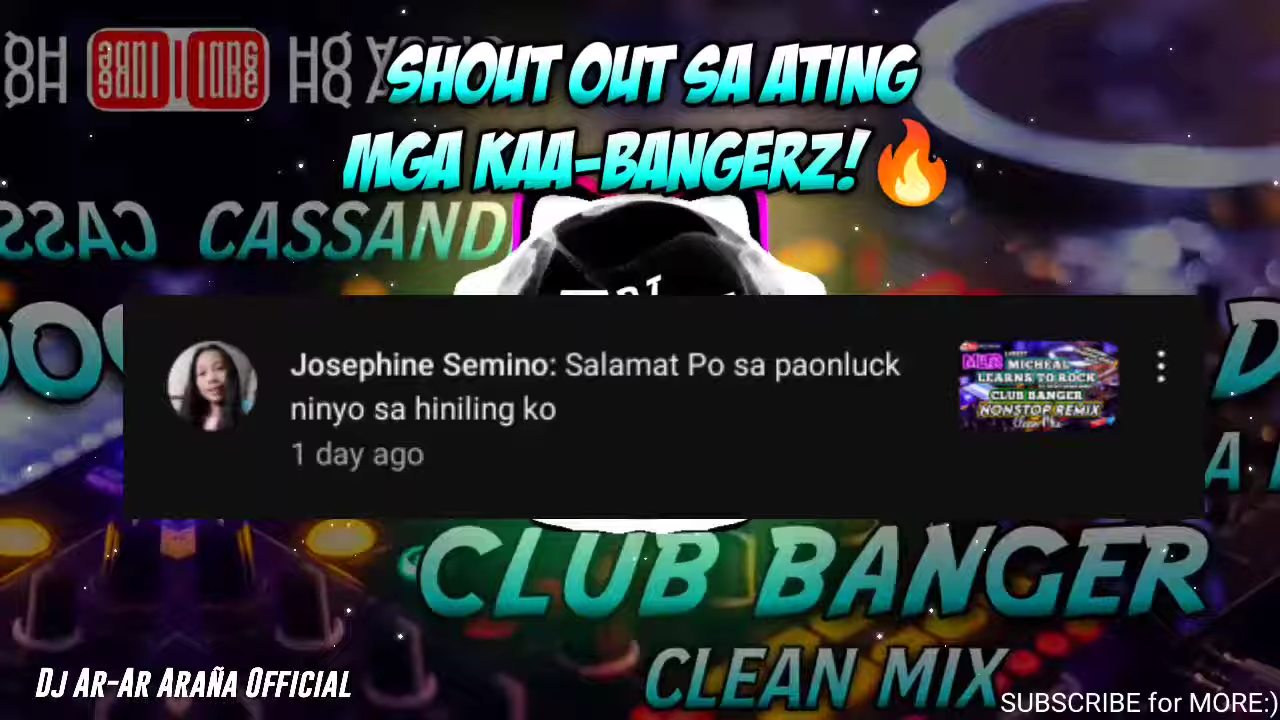 SHOUT OUT SA ATING
MGA KAA-BANGERZ!🔥
CASSAND
Josephine Semino: Salamat Po sa paonluck
ninyo sa hiniling ko
1 day ago
MICHEAL
LEARNS TO ROCK
CLUB BANGER
NONSTOP REMIX
CLUB BANGER
CLEAN MIX
Dj Ar-Ar Araña Official
SUBSCRIBE for MORE:)